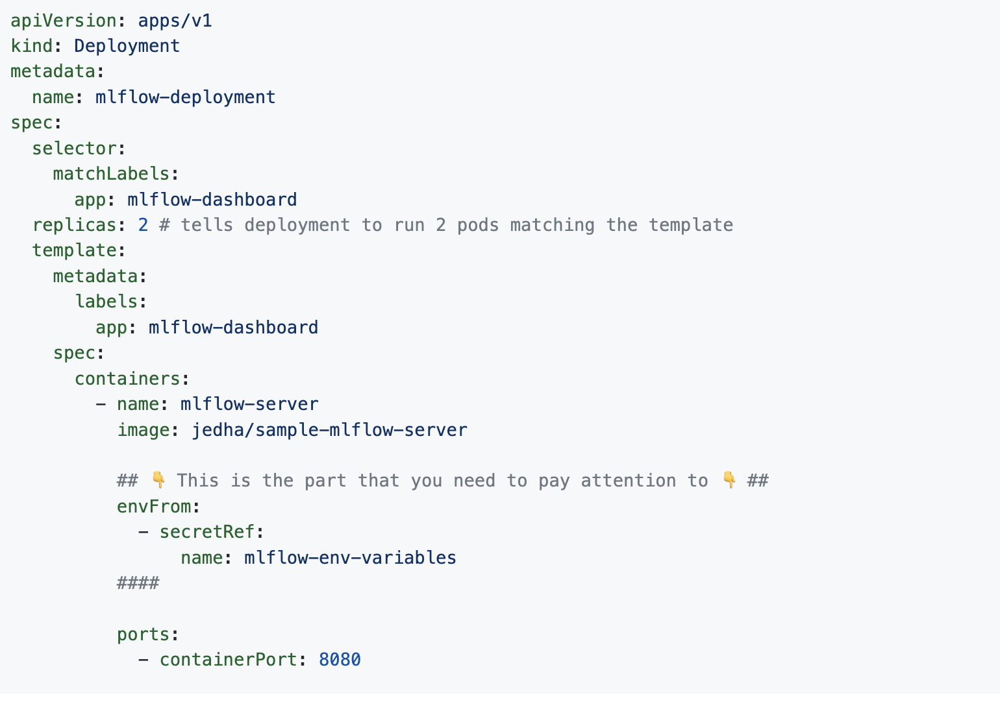 apiVersion: apps/v1
kind: Deployment
metadata:
  name: mlflow-deployment
spec:
  selector:
    matchLabels:
      app: mlflow-dashboard
  replicas: 2 # tells deployment to run 2 pods matching the template
  template:
    metadata:
      labels:
        app: mlflow-dashboard
    spec:
      containers:
        - name: mlflow-server
          image: jedha/sample-mlflow-server

          ## 👇 This is the part that you need to pay attention to 👇 ##
          envFrom:
            - secretRef:
                name: mlflow-env-variables
          ####

          ports:
            - containerPort: 8080